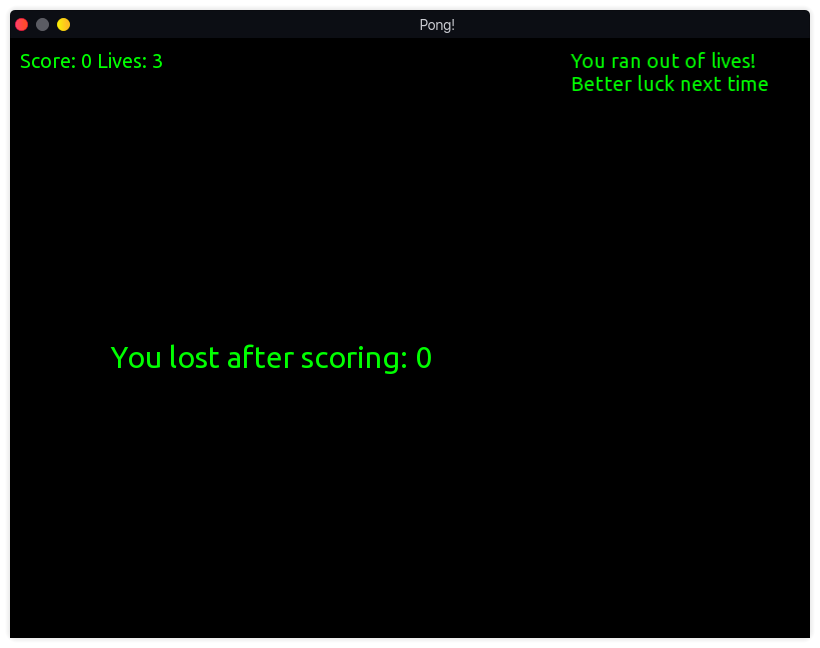 Pong!
Score: 0 Lives: 3
You ran out of lives!
Better luck next time
You lost after scoring: 0